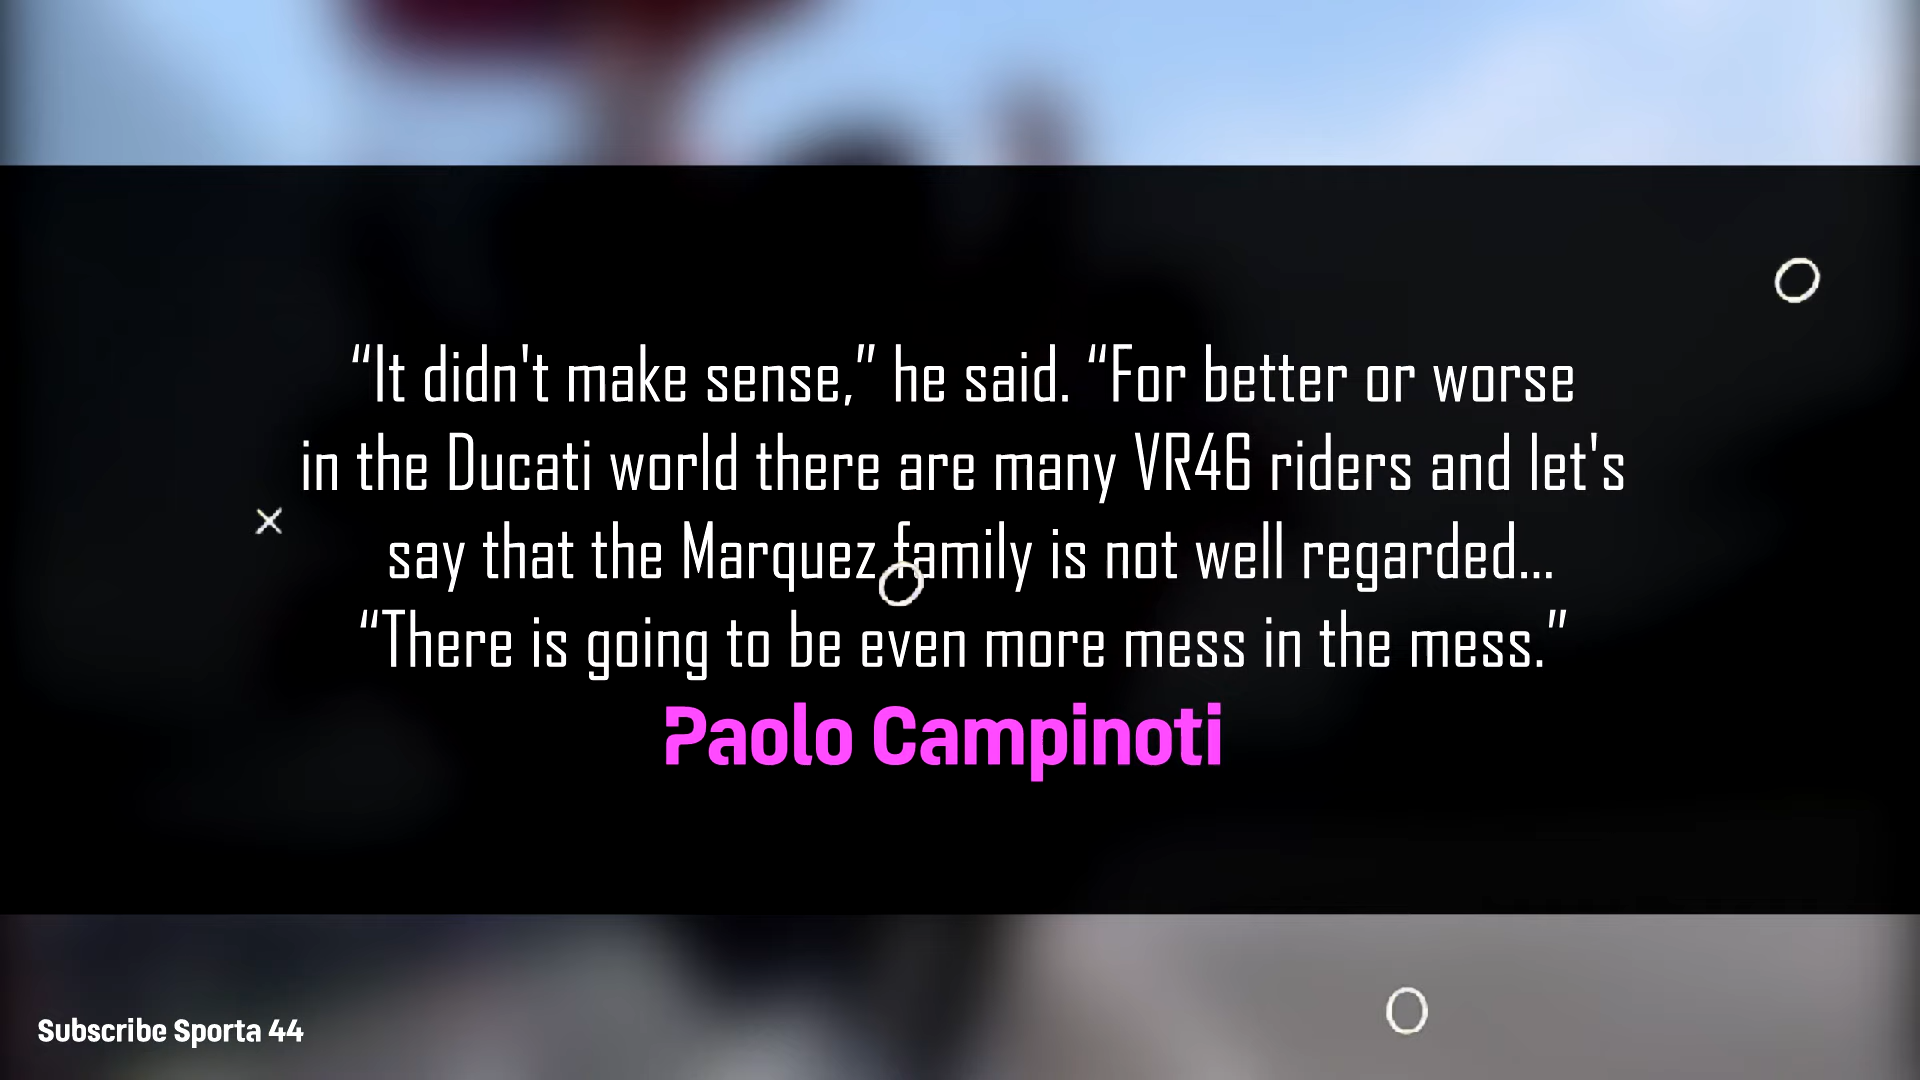 “It didn't make sense,” he said. “For better or worse
in the Ducati world there are many VR46 riders and let's
say that the Marquez family is not well regarded...
“There is going to be even more mess in the mess.”
Paolo Campinoti
Subscribe Sporta 44